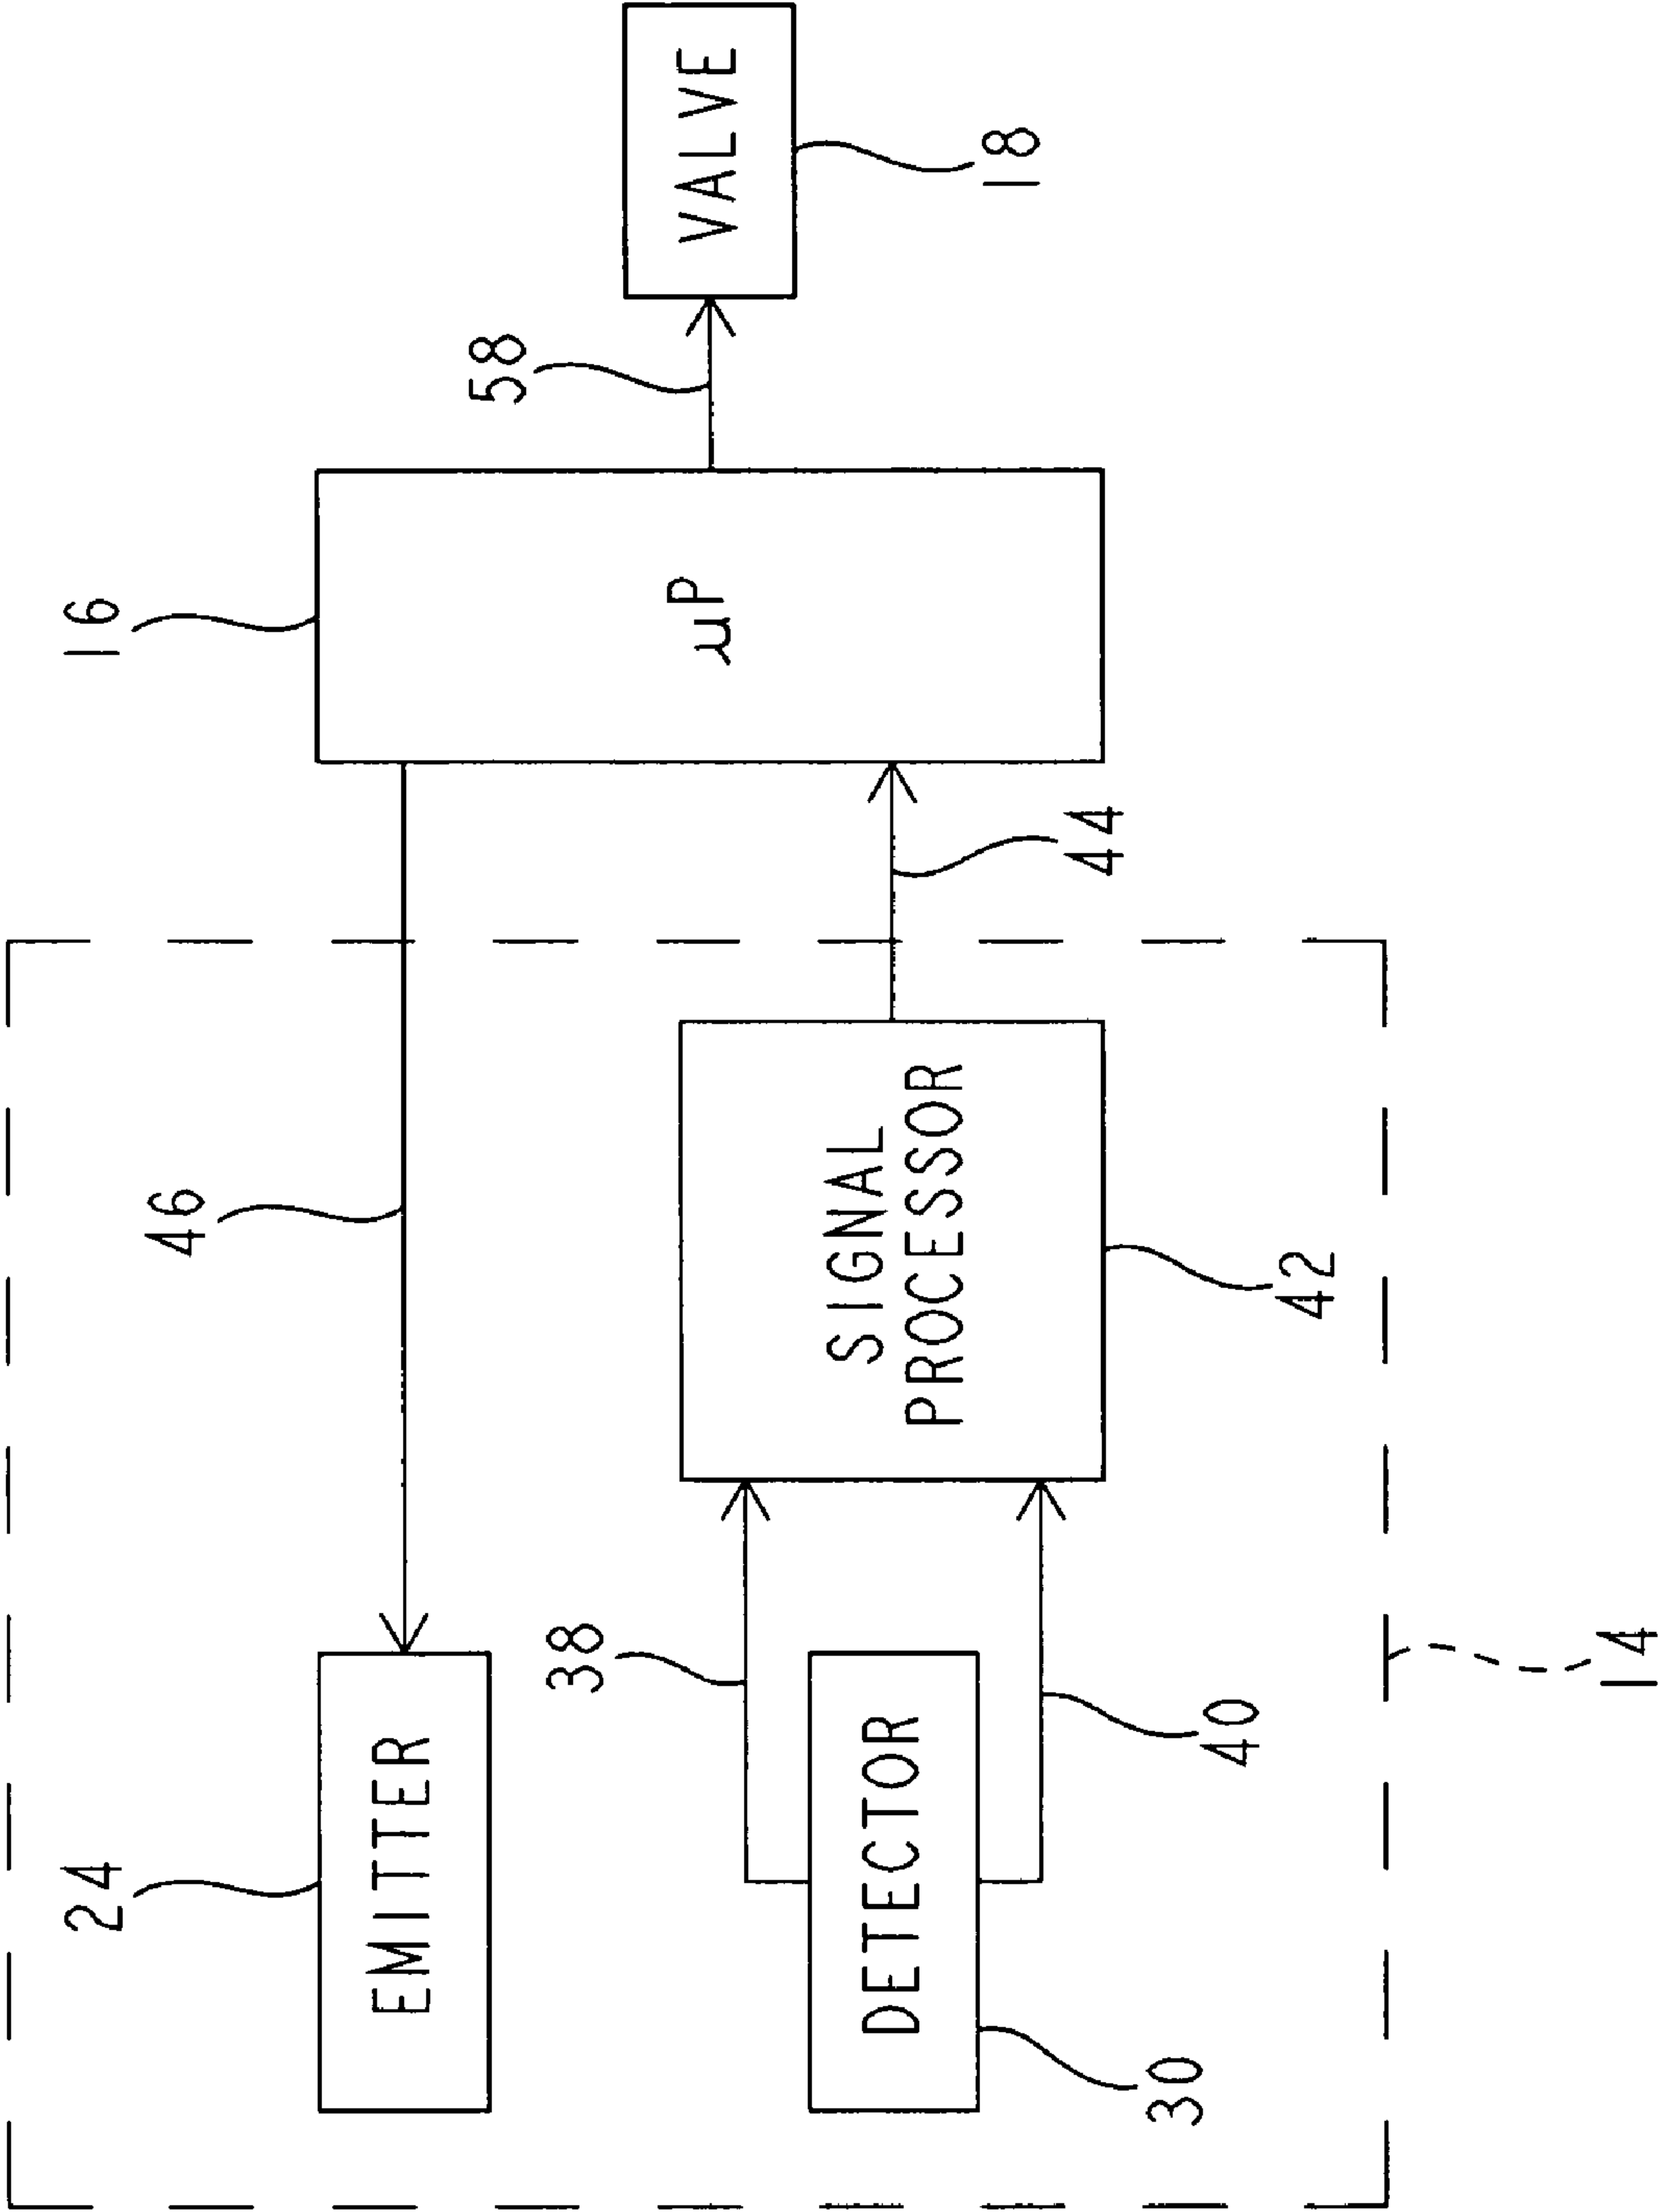 24
16
46
EMITTER
58
38
μP
VALVE
SIGNAL
PROCESSOR
DETECTOR
18
44
30
40
42
14